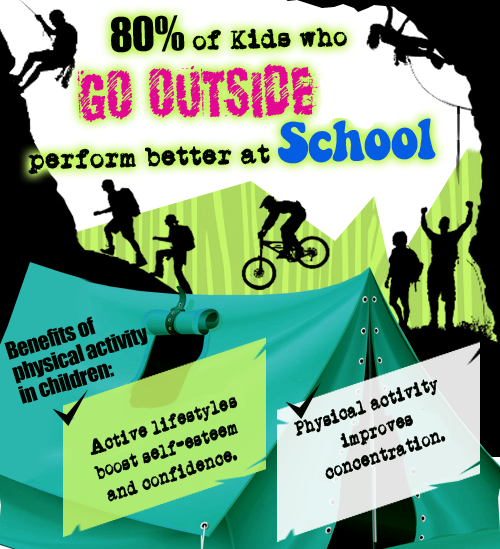 80% of Kids who
GO OUTSIDE
perform better at School
Benefits of
physical activity
in children:
Active lifestyles
boost self-esteem
and confidence.
Physical activity
improves
concentration.